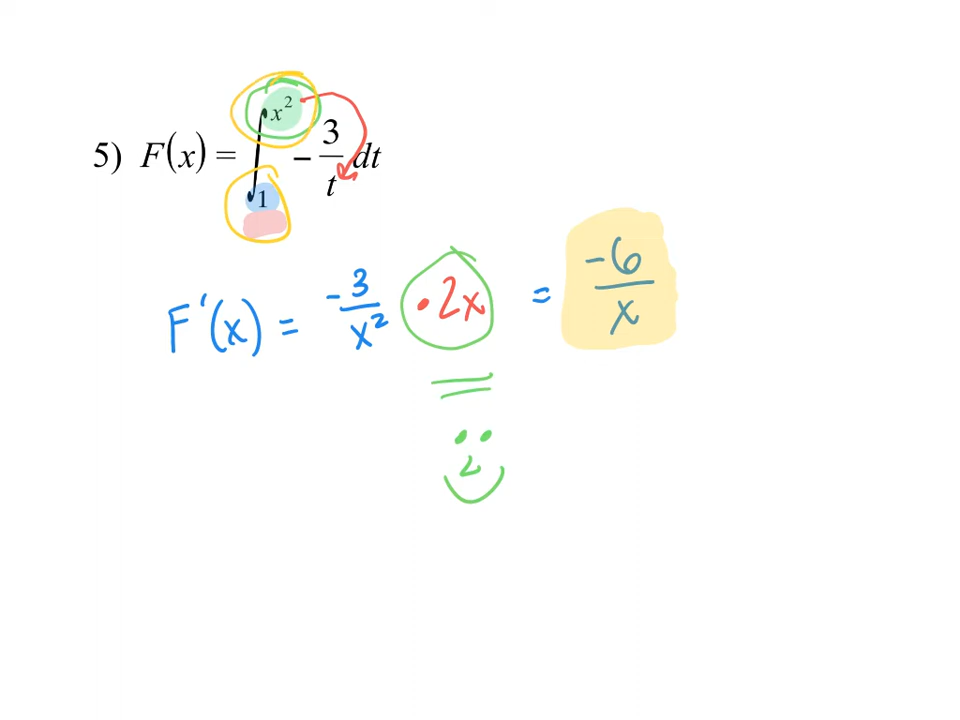 5) F(x) = ∫₁^{x²} − 3/t dt
F'(x) = -3/x² · 2x = -6/x